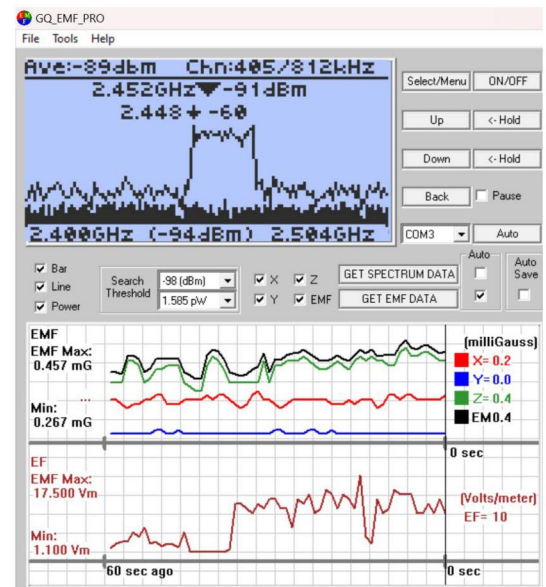 GQ_EMF_PRO
File Tools Help
Ave:-89dBm Chn:405/812kHz
2.452GHz▼-91dBm
2.448↓-60
2.400GHz (-94dBm) 2.504GHz
Select/Menu ON/OFF
Up <- Hold
Down <- Hold
Back Pause
COM3 Auto
Bar
Line
Power
Search Threshold
-98 (dBm)
1.585 pW
X Z
Y EMF
GET SPECTRUM DATA
GET EMF DATA
Auto
Auto Save
EMF
EMF Max:
0.457 mG
...
Min:
0.267 mG
(milliGauss)
X= 0.2
Y= 0.0
Z= 0.4
EM0.4
0 sec
EF
EMF Max:
17.500 Vm
Min:
1.100 Vm
(Volts/meter)
EF= 10
60 sec ago
0 sec